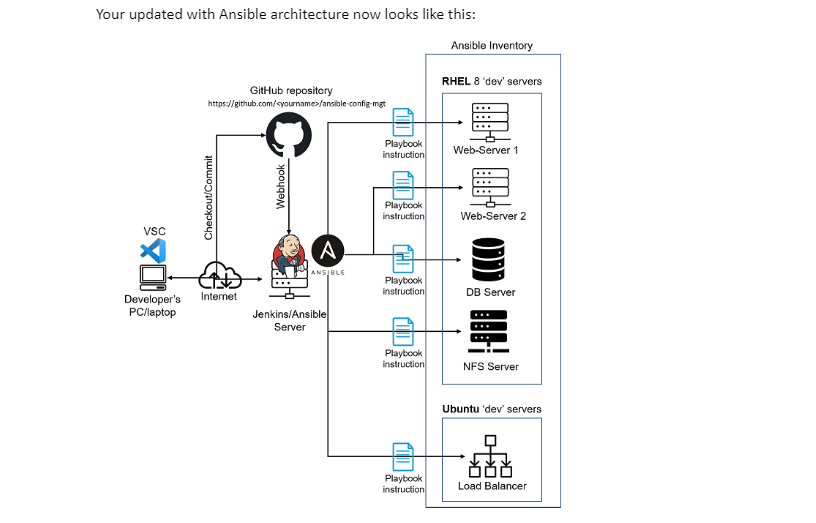 Your updated with Ansible architecture now looks like this:
Ansible Inventory
RHEL 8 'dev' servers
GitHub repository
https://github.com/<yourname>/ansible-config-mgt
Playbook
instruction
Web-Server 1
Checkout/Commit
Webhook
Playbook
instruction
Web-Server 2
VSC
ANSIBLE
Playbook
instruction
DB Server
Developer's
PC/laptop
Internet
Jenkins/Ansible
Server
Playbook
instruction
NFS Server
Ubuntu 'dev' servers
Playbook
instruction
Load Balancer